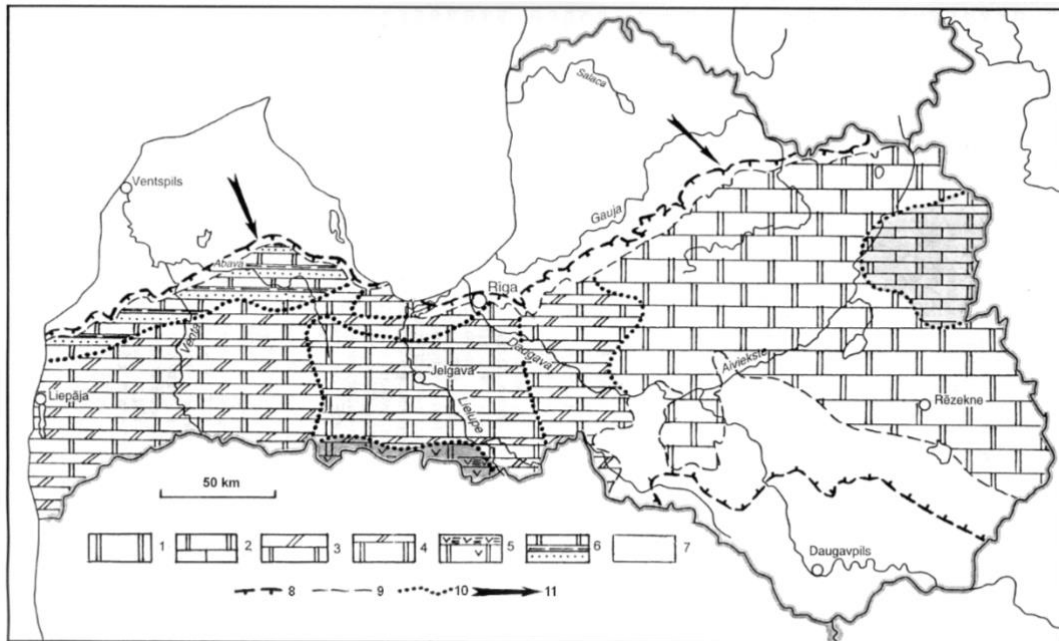 Salaca
Ventspils
Gauja
Abava
Rīga
Venta
Daugava
Aiviekste
Jelgava
Liepāja
Lielupe
Rēzekne
50 km
1 2 3 4 5 6 7
Daugavpils
8 9 10 11